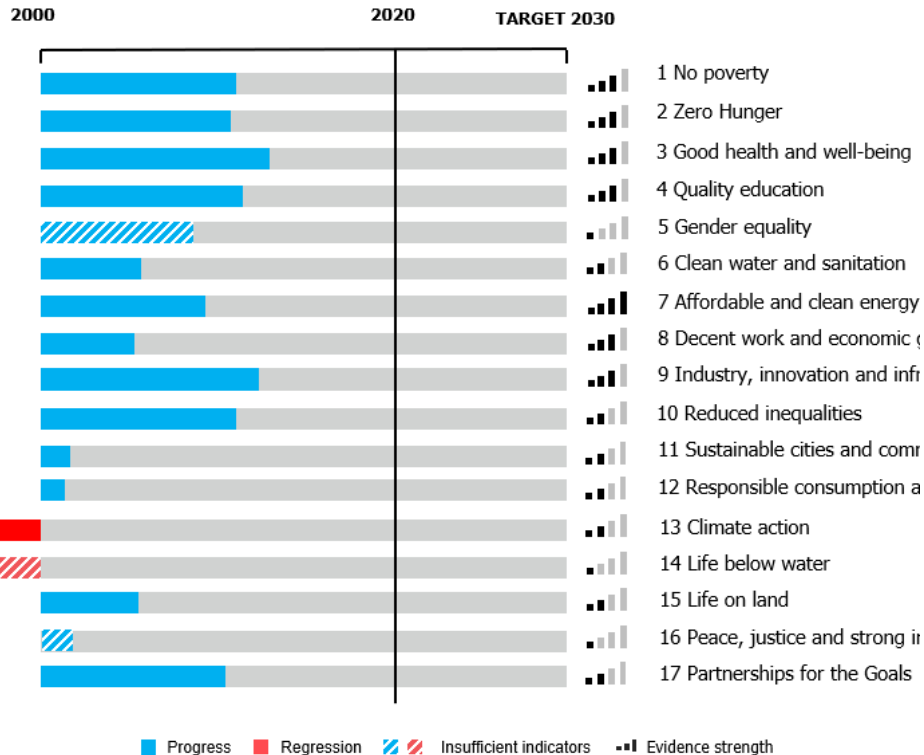 2000 2020 TARGET 2030
1 No poverty
2 Zero Hunger
3 Good health and well-being
4 Quality education
5 Gender equality
6 Clean water and sanitation
7 Affordable and clean energy
8 Decent work and economic g
9 Industry, innovation and infr
10 Reduced inequalities
11 Sustainable cities and comm
12 Responsible consumption a
13 Climate action
14 Life below water
15 Life on land
16 Peace, justice and strong in
17 Partnerships for the Goals
Progress Regression Insufficient indicators Evidence strength